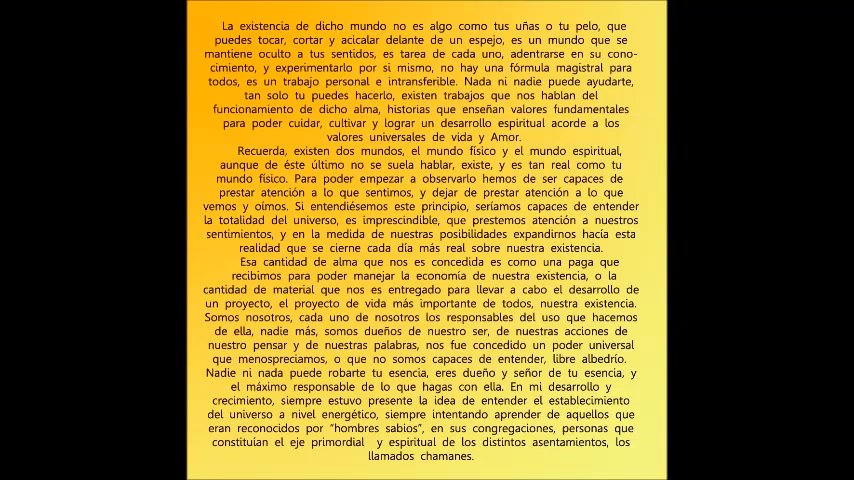 La existencia de dicho mundo no es algo como tus uñas o tu pelo, que
puedes tocar, cortar y acicalar delante de un espejo, es un mundo que se
mantiene oculto a tus sentidos, es tarea de cada uno, adentrarse en su cono-
cimiento, y experimentarlo por si mismo, no hay una fórmula magistral para
todos, es un trabajo personal e intransferible. Nada ni nadie puede ayudarte,
tan solo tu puedes hacerlo, existen trabajos que nos hablan del
funcionamiento de dicho alma, historias que enseñan valores fundamentales
para poder cuidar, cultivar y lograr un desarrollo espiritual acorde a los
valores universales de vida y Amor.
Recuerda, existen dos mundos, el mundo físico y el mundo espiritual,
aunque de éste último no se suela hablar, existe, y es tan real como tu
mundo físico. Para poder empezar a observarlo hemos de ser capaces de
prestar atención a lo que sentimos, y dejar de prestar atención a lo que
vemos y oímos. Si entendiésemos este principio, seríamos capaces de entender
la totalidad del universo, es imprescindible, que prestemos atención a nuestros
sentimientos, y en la medida de nuestras posibilidades expandirnos hacía esta
realidad que se cierne cada día más real sobre nuestra existencia.
Esa cantidad de alma que nos es concedida es como una paga que
recibimos para poder manejar la economía de nuestra existencia, o la
cantidad de material que nos es entregado para llevar a cabo el desarrollo de
un proyecto, el proyecto de vida más importante de todos, nuestra existencia.
Somos nosotros, cada uno de nosotros los responsables del uso que hacemos
de ella, nadie más, somos dueños de nuestro ser, de nuestras acciones de
nuestro pensar y de nuestras palabras, nos fue concedido un poder universal
que menospreciamos, o que no somos capaces de entender, libre albedrío.
Nadie ni nada puede robarte tu esencia, eres dueño y señor de tu esencia, y
el máximo responsable de lo que hagas con ella. En mi desarrollo y
crecimiento, siempre estuvo presente la idea de entender el establecimiento
del universo a nivel energético, siempre intentando aprender de aquellos que
eran reconocidos por “hombres sabios”, en sus congregaciones, personas que
constituían el eje primordial y espiritual de los distintos asentamientos, los
llamados chamanes.